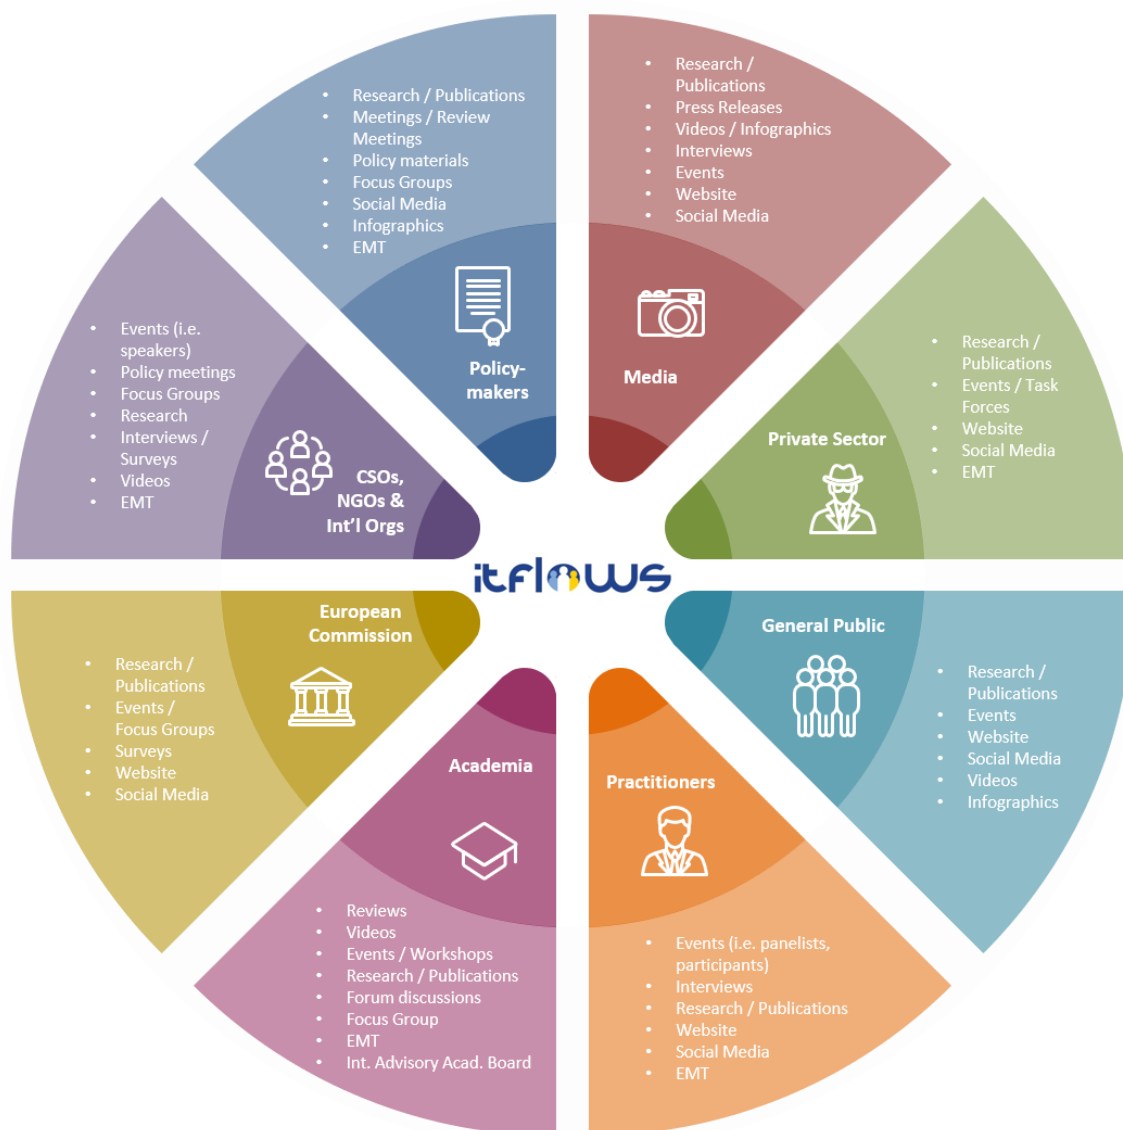 • Research / Publications
• Meetings / Review
Meetings
• Policy materials
• Focus Groups
• Social Media
• Infographics
• EMT
Policy-
makers
• Research /
Publications
• Press Releases
• Videos / Infographics
• Interviews
• Events
• Website
• Social Media
Media
• Research /
Publications
• Events / Task
Forces
• Website
• Social Media
• EMT
Private Sector
• Events (i.e.
speakers)
• Policy meetings
• Focus Groups
• Research
• Interviews /
Surveys
• Videos
• EMT
CSOs,
NGOs &
Int'l Orgs
itflows
European
Commission
• Research /
Publications
• Events /
Focus Groups
• Surveys
• Website
• Social Media
General Public
• Research /
Publications
• Events
• Website
• Social Media
• Videos
• Infographics
Academia
• Reviews
• Videos
• Events / Workshops
• Research / Publications
• Forum discussions
• Focus Group
• EMT
• Int. Advisory Acad. Board
Practitioners
• Events (i.e. panelists,
participants)
• Interviews
• Research / Publications
• Website
• Social Media
• EMT